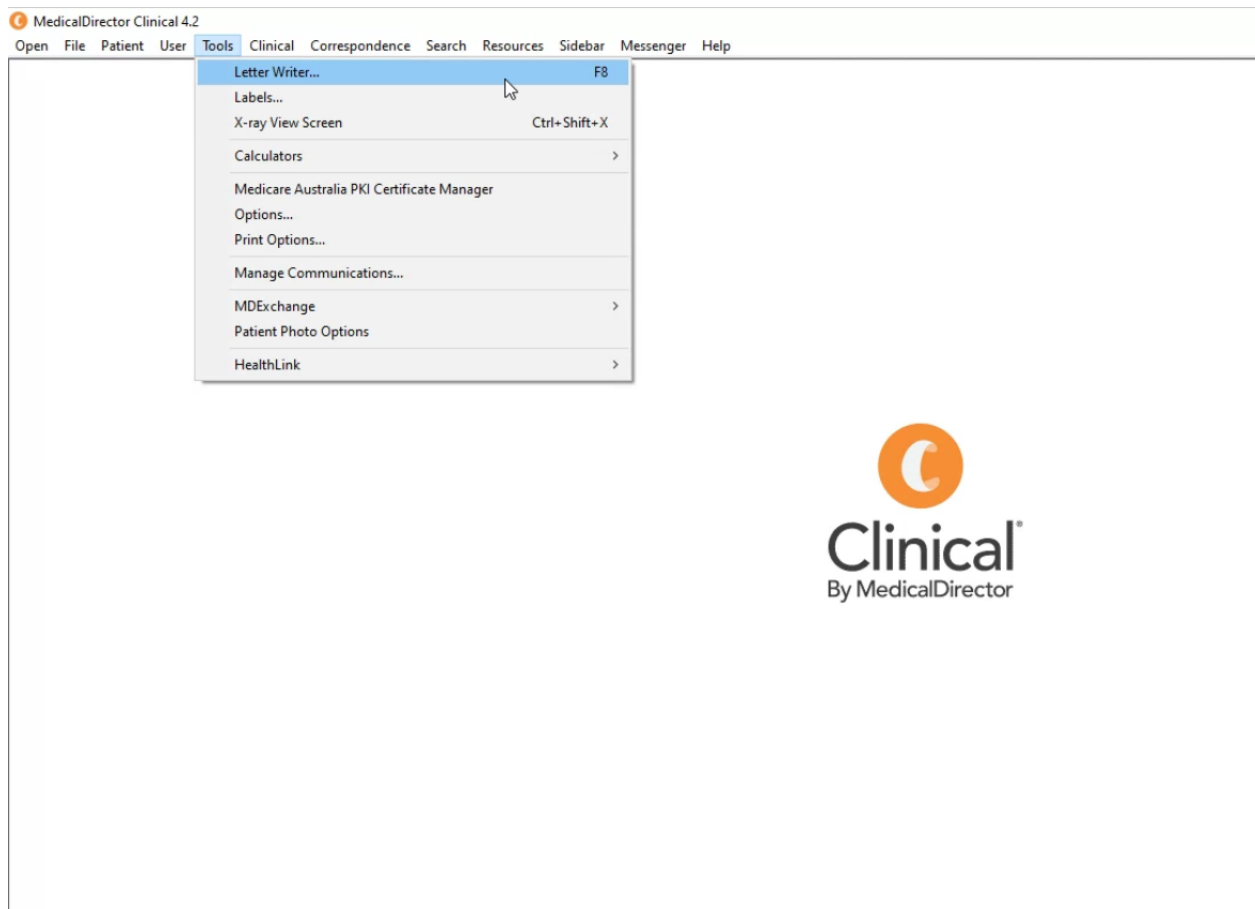 MedicalDirector Clinical 4.2
Open File Patient User Tools Clinical Correspondence Search Resources Sidebar Messenger Help
Letter Writer... F8
Labels...
X-ray View Screen Ctrl+Shift+X
Calculators >
Medicare Australia PKI Certificate Manager
Options...
Print Options...
Manage Communications...
MDExchange >
Patient Photo Options
HealthLink >
Clinical®
By MedicalDirector